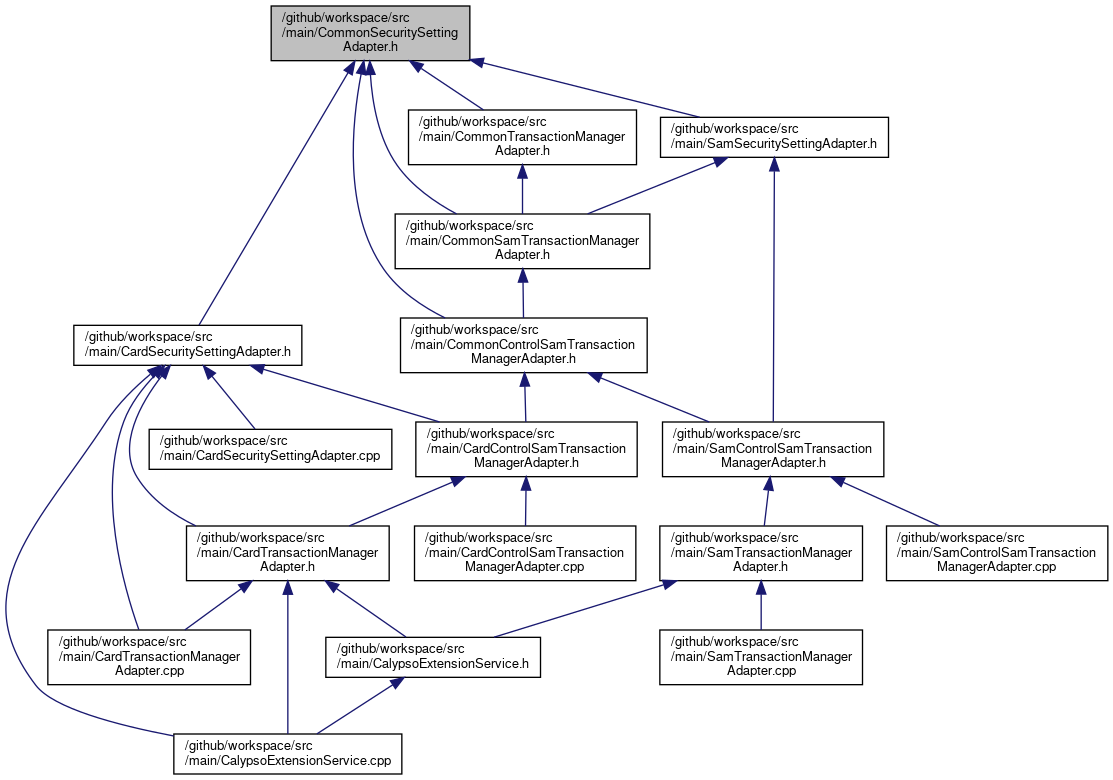 /github/workspace/src
/main/CommonSecuritySetting
Adapter.h
/github/workspace/src
/main/CommonTransactionManager
Adapter.h
/github/workspace/src
/main/SamSecuritySettingAdapter.h
/github/workspace/src
/main/CommonSamTransactionManager
Adapter.h
/github/workspace/src
/main/CardSecuritySettingAdapter.h
/github/workspace/src
/main/CommonControlSamTransaction
ManagerAdapter.h
/github/workspace/src
/main/CardSecuritySettingAdapter.cpp
/github/workspace/src
/main/CardControlSamTransaction
ManagerAdapter.h
/github/workspace/src
/main/SamControlSamTransaction
ManagerAdapter.h
/github/workspace/src
/main/CardTransactionManager
Adapter.h
/github/workspace/src
/main/CardControlSamTransaction
ManagerAdapter.cpp
/github/workspace/src
/main/SamTransactionManager
Adapter.h
/github/workspace/src
/main/SamControlSamTransaction
ManagerAdapter.cpp
/github/workspace/src
/main/CardTransactionManager
Adapter.cpp
/github/workspace/src
/main/CalypsoExtensionService.h
/github/workspace/src
/main/SamTransactionManager
Adapter.cpp
/github/workspace/src
/main/CalypsoExtensionService.cpp